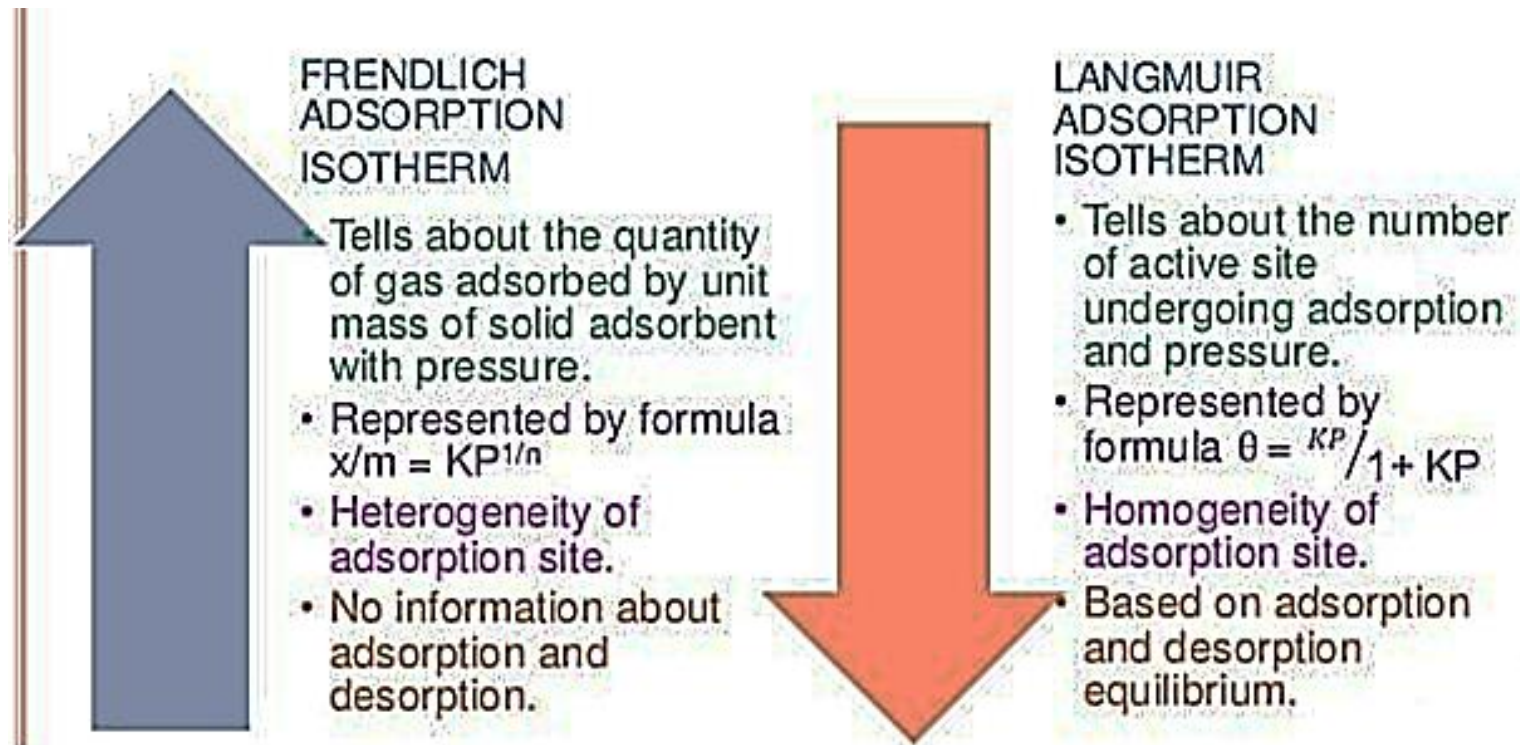 FRENDLICH
ADSORPTION
ISOTHERM
• Tells about the quantity
of gas adsorbed by unit
mass of solid adsorbent
with pressure.
• Represented by formula
x/m = KP^1/n
• Heterogeneity of
adsorption site.
• No information about
adsorption and
desorption.
LANGMUIR
ADSORPTION
ISOTHERM
• Tells about the number
of active site
undergoing adsorption
and pressure.
• Represented by
formula θ = KP/1+ KP
• Homogeneity of
adsorption site.
• Based on adsorption
and desorption
equilibrium.